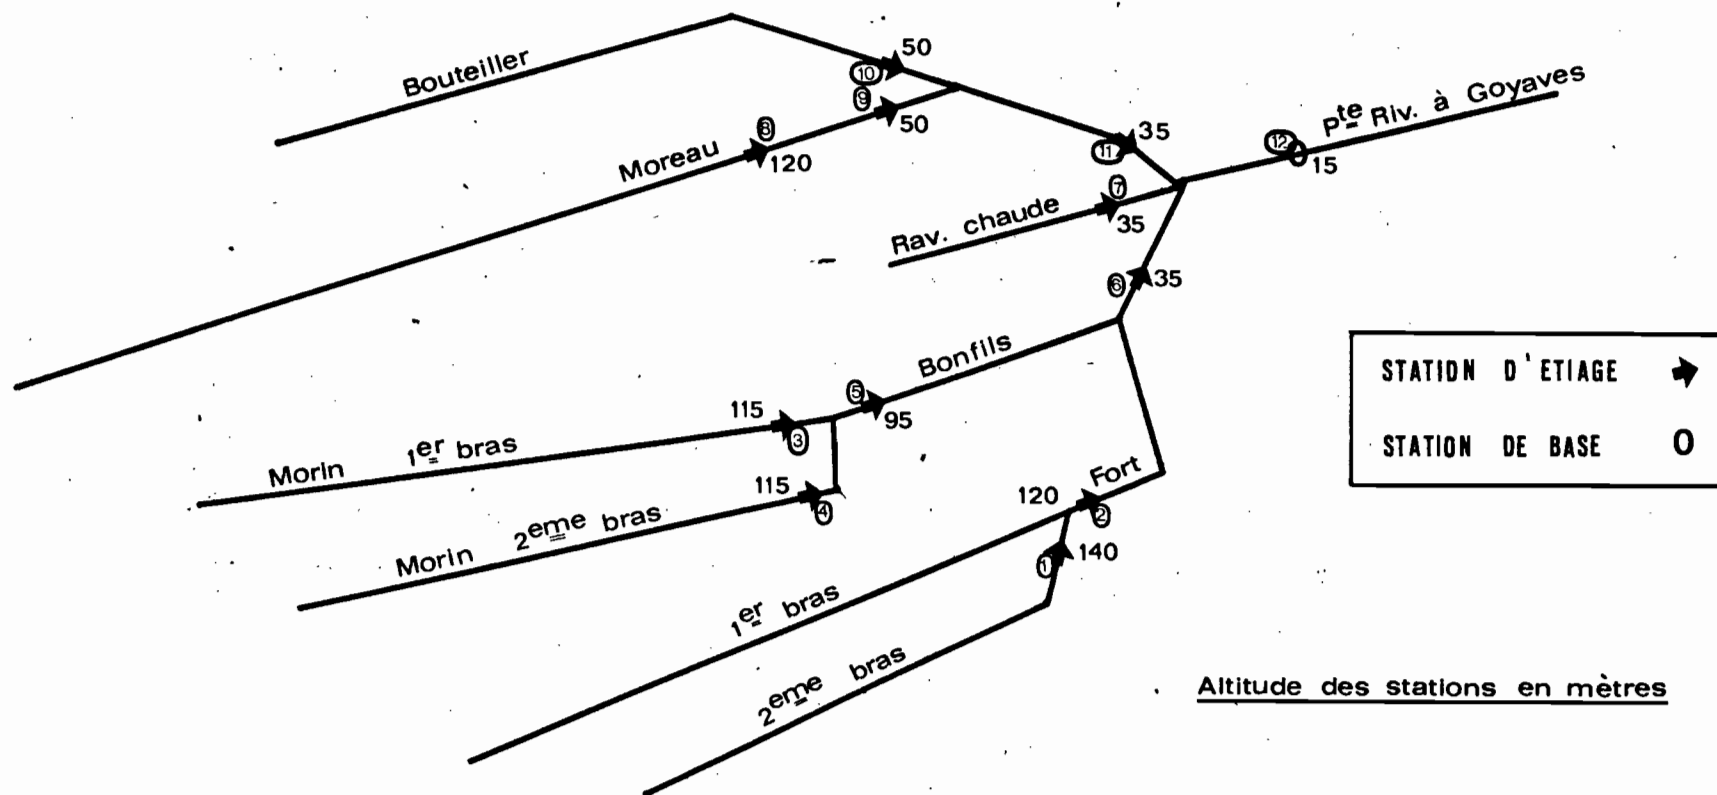 Bouteiller
50
10
9
50
Moreau
8
120
35
11
Pte Riv. à Goyaves
12
15
7
Rav. chaude
35
6
35
Bonfils
5
95
115
3
Morin 1er bras
115
4
Morin 2eme bras
Fort
120
2
1
140
1er bras
2eme bras
STATION D'ETIAGE
STATION DE BASE O
Altitude des stations en mètres